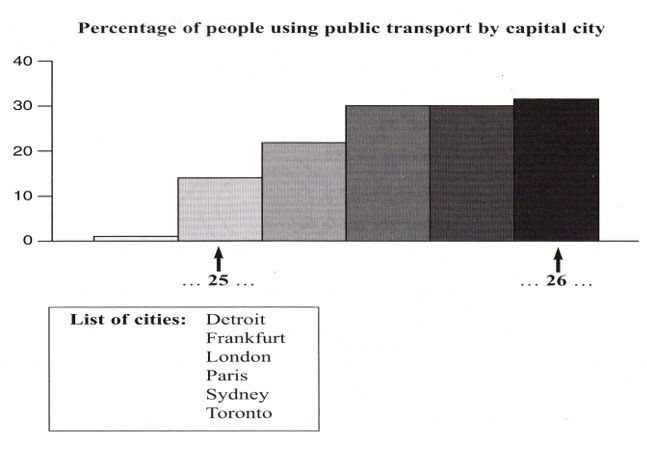 Percentage of people using public transport by capital city
40
30
20
10
0
... 25 ...
... 26 ...
List of cities: Detroit
Frankfurt
London
Paris
Sydney
Toronto